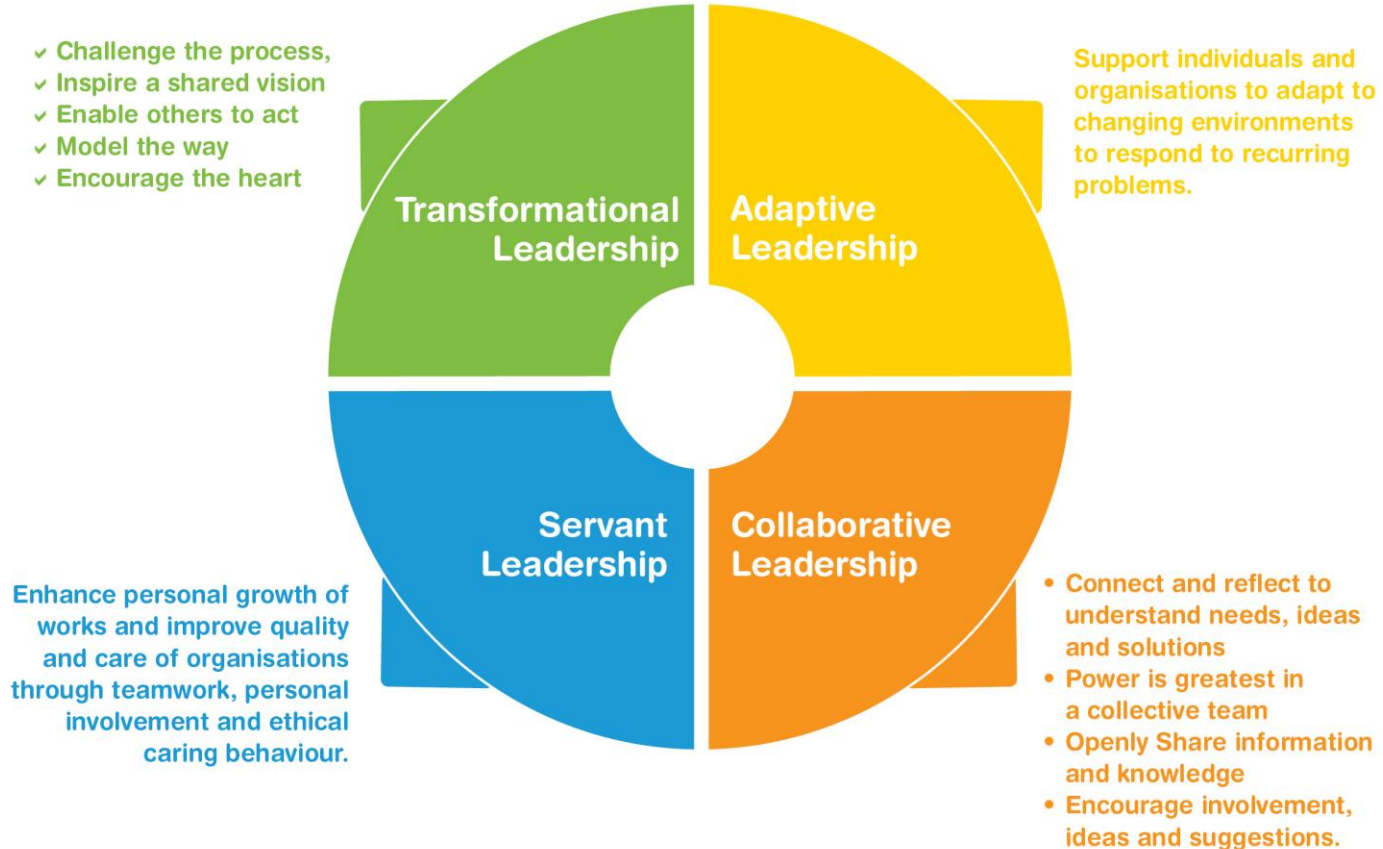 Challenge the process,
Inspire a shared vision
Enable others to act
Model the way
Encourage the heart
Transformational
Leadership
Adaptive
Leadership
Support individuals and
organisations to adapt to
changing environments
to respond to recurring
problems.
Servant
Leadership
Enhance personal growth of
works and improve quality
and care of organisations
through teamwork, personal
involvement and ethical
caring behaviour.
Collaborative
Leadership
• Connect and reflect to
understand needs, ideas
and solutions
• Power is greatest in
a collective team
• Openly Share information
and knowledge
• Encourage involvement,
ideas and suggestions.